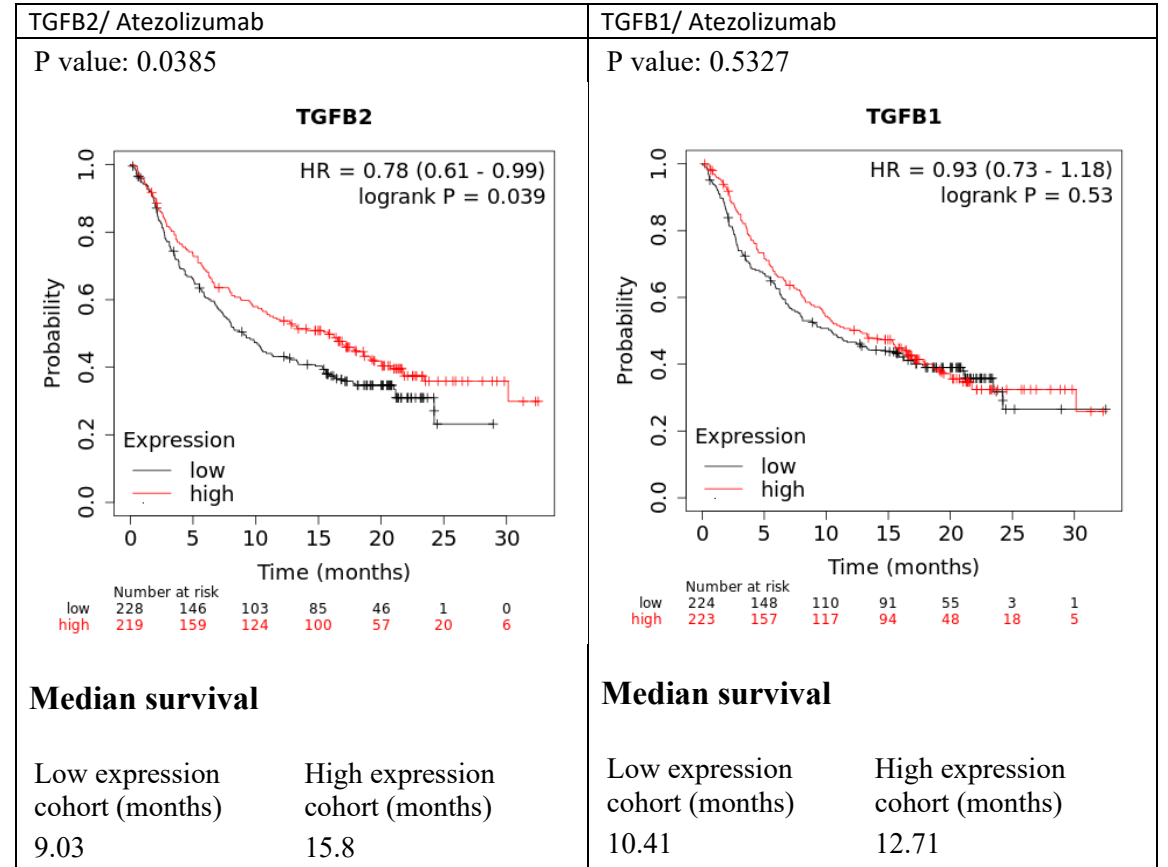 TGFB2/ Atezolizumab
P value: 0.0385
TGFB2
HR = 0.78 (0.61 - 0.99)
logrank P = 0.039
Probability
1.0
0.8
0.6
0.4
0.2
0.0
Expression
low
high
0 5 10 15 20 25 30
Time (months)
Number at risk
low 228 146 103 85 46 1 0
high 219 159 124 100 57 20 6
Median survival
Low expression High expression
cohort (months) cohort (months)
9.03 15.8
TGFB1/ Atezolizumab
P value: 0.5327
TGFB1
HR = 0.93 (0.73 - 1.18)
logrank P = 0.53
Probability
1.0
0.8
0.6
0.4
0.2
0.0
Expression
low
high
0 5 10 15 20 25 30
Time (months)
Number at risk
low 224 148 110 91 55 3 1
high 223 157 117 94 48 18 5
Median survival
Low expression High expression
cohort (months) cohort (months)
10.41 12.71